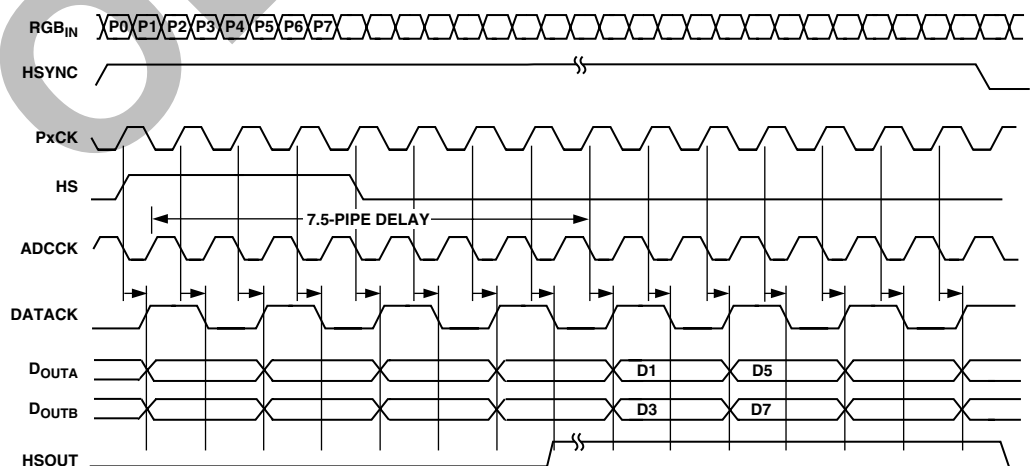 RGBIN P0 P1 P2 P3 P4 P5 P6 P7
HSYNC
PxCK
HS
7.5-PIPE DELAY
ADCCK
DATACK
DOUTA D1 D5
DOUTB D3 D7
HSOUT